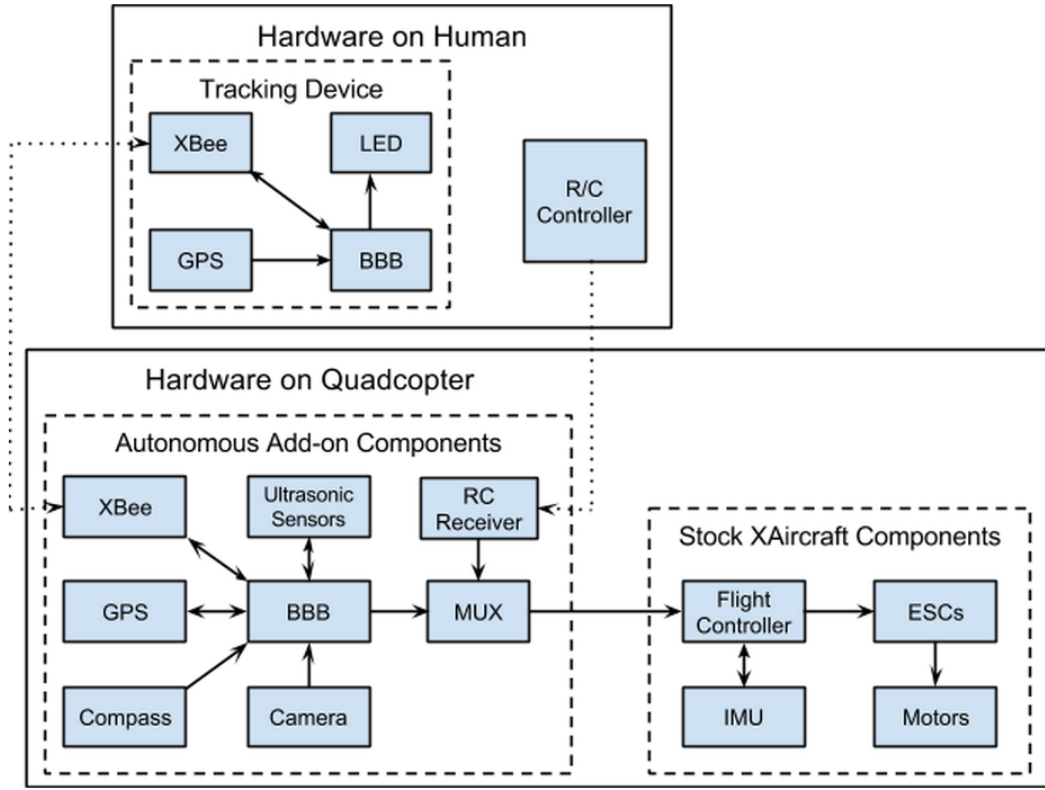 Hardware on Human
Tracking Device
XBee
LED
R/C
Controller
GPS
BBB
Hardware on Quadcopter
Autonomous Add-on Components
XBee
Ultrasonic
Sensors
RC
Receiver
Stock XAircraft Components
GPS
BBB
MUX
Flight
Controller
ESCs
Compass
Camera
IMU
Motors